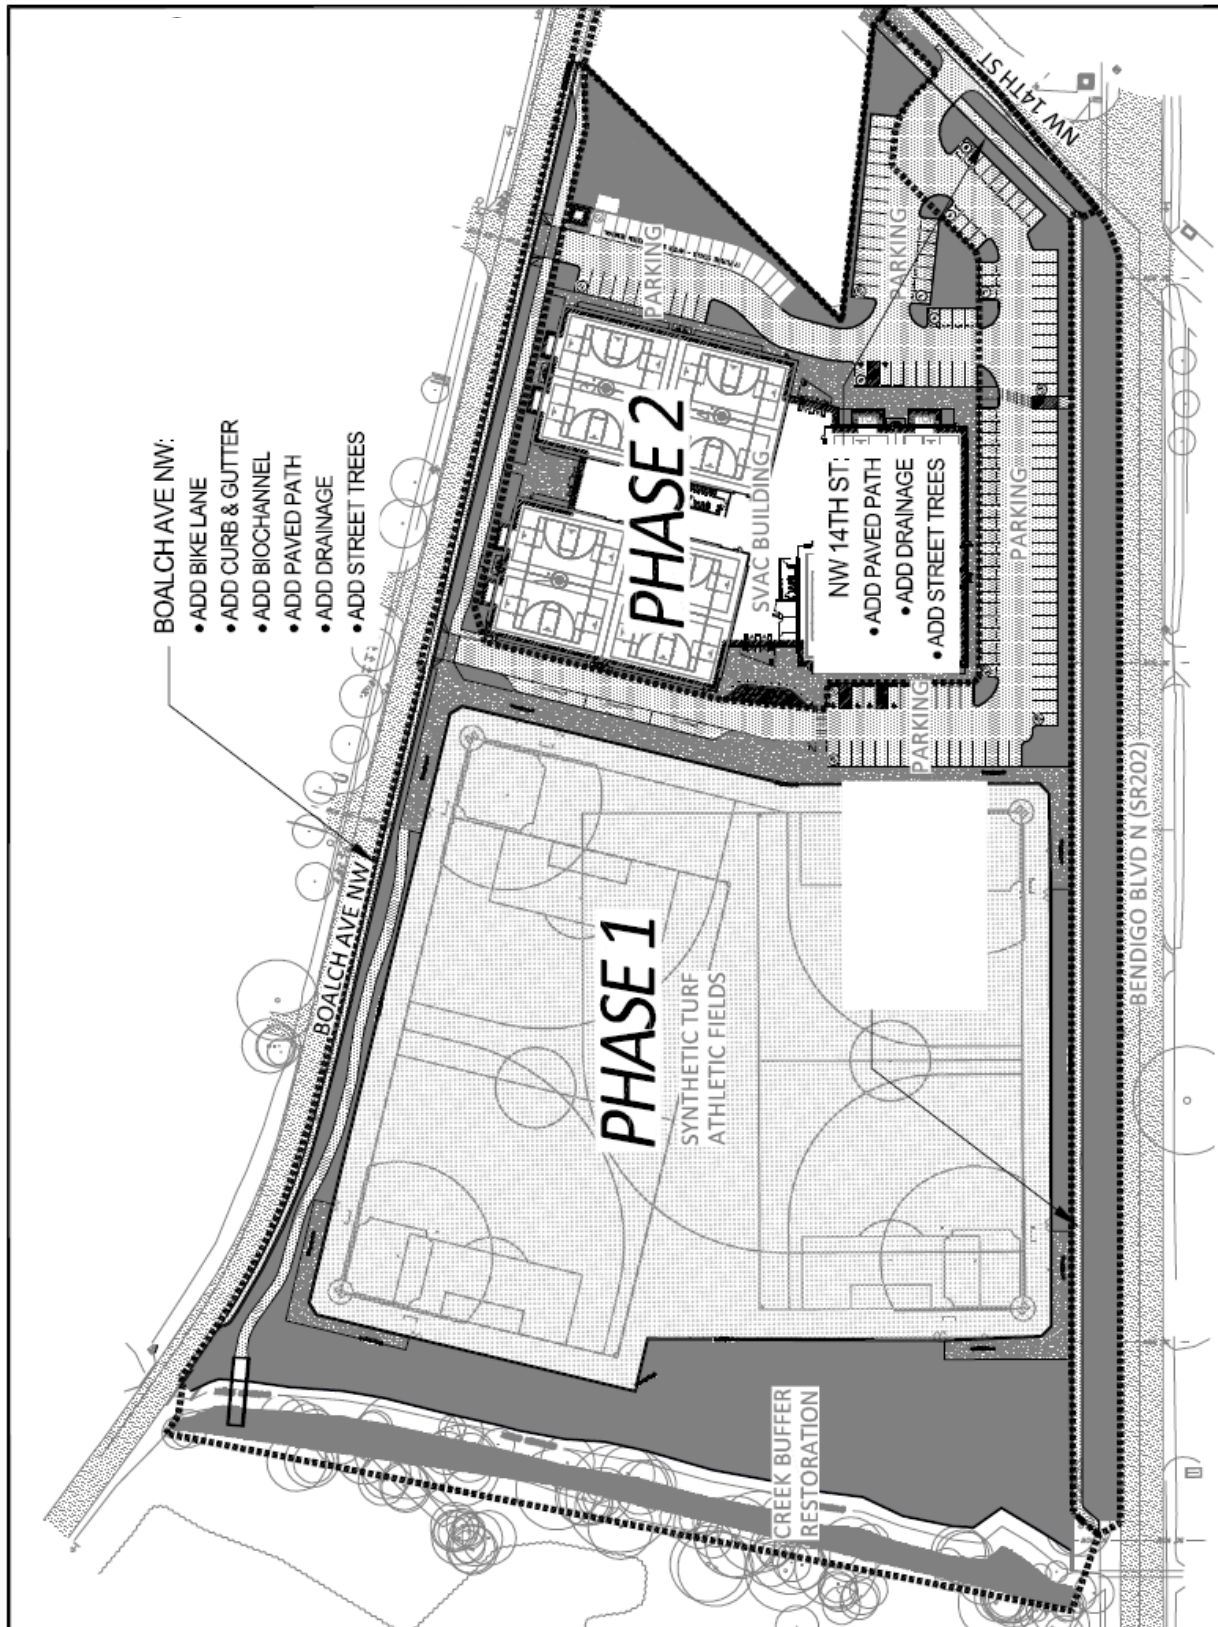 BOALCH AVE NW:
• ADD BIKE LANE
• ADD CURB & GUTTER
• ADD BIOCHANNEL
• ADD PAVED PATH
• ADD DRAINAGE
• ADD STREET TREES
BOALCH AVE NW
NW 14TH ST
PARKING
PARKING
PHASE 2
SVAC BUILDING
NW 14TH ST:
• ADD PAVED PATH
• ADD DRAINAGE
• ADD STREET TREES
PARKING
PARKING
PHASE 1
SYNTHETIC TURF
ATHLETIC FIELDS
CREEK BUFFER
RESTORATION
BENDIGO BLVD N (SR202)